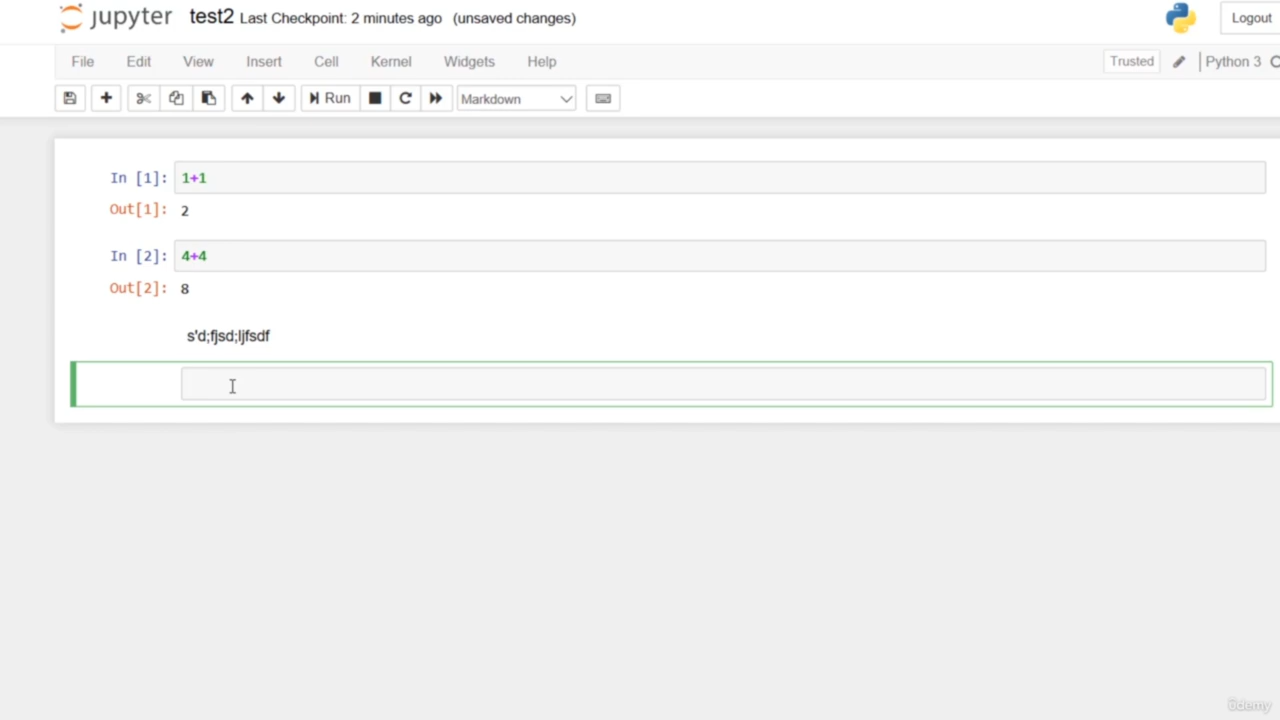 jupyter test2 Last Checkpoint: 2 minutes ago (unsaved changes) Logout
File Edit View Insert Cell Kernel Widgets Help Trusted Python 3
Run Markdown
In [1]: 1+1
Out[1]: 2
In [2]: 4+4
Out[2]: 8
s'd;fjsd;ljfsdf
ûdemy